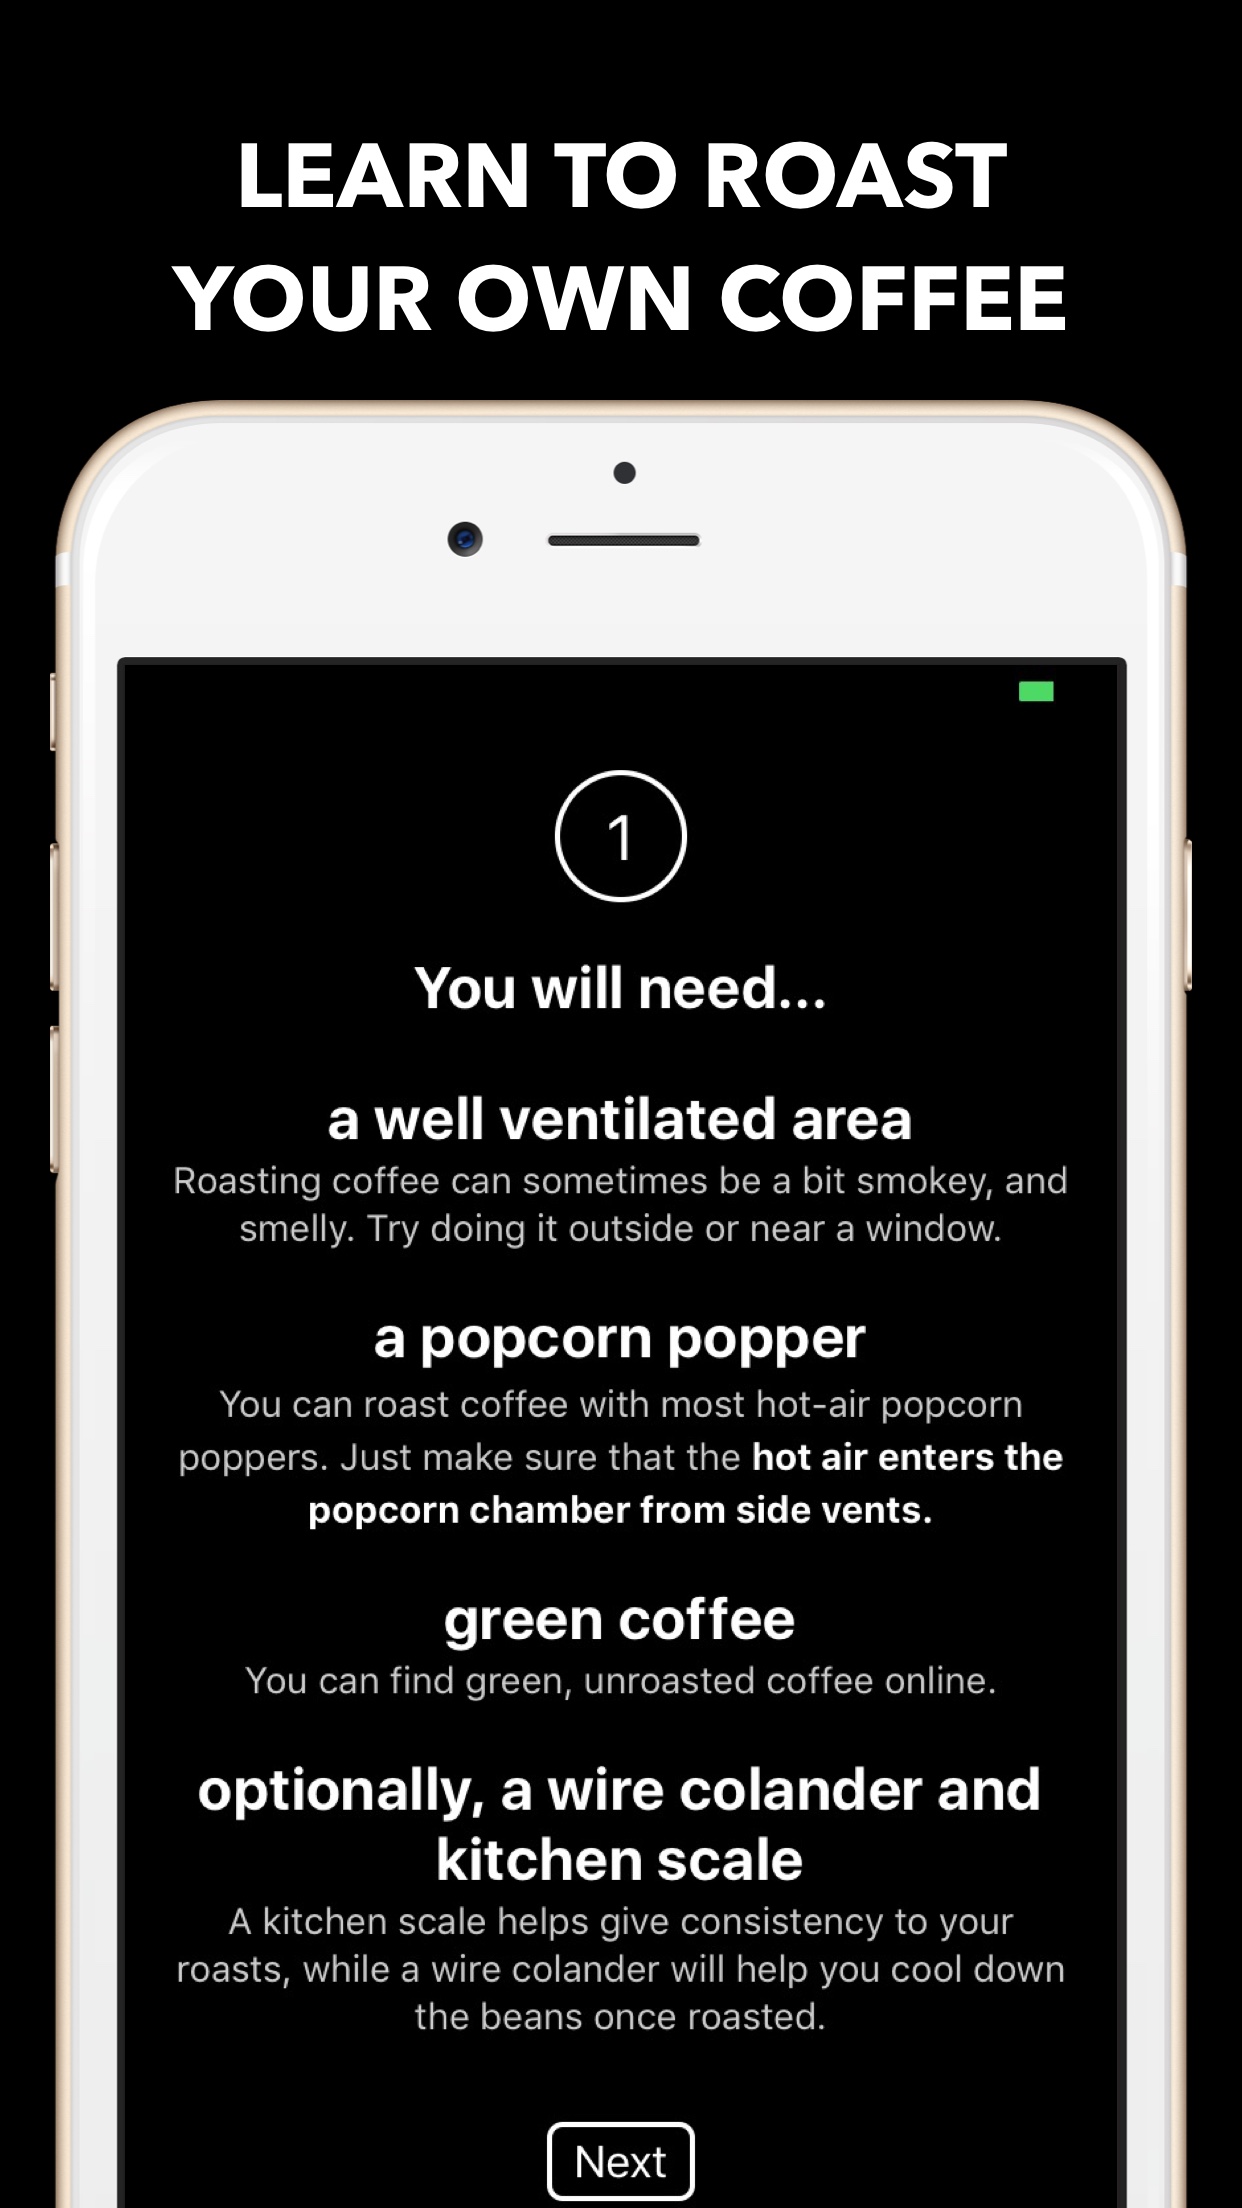 LEARN TO ROAST
YOUR OWN COFFEE
1
You will need...
a well ventilated area
Roasting coffee can sometimes be a bit smokey, and
smelly. Try doing it outside or near a window.
a popcorn popper
You can roast coffee with most hot-air popcorn
poppers. Just make sure that the hot air enters the
popcorn chamber from side vents.
green coffee
You can find green, unroasted coffee online.
optionally, a wire colander and
kitchen scale
A kitchen scale helps give consistency to your
roasts, while a wire colander will help you cool down
the beans once roasted.
Next